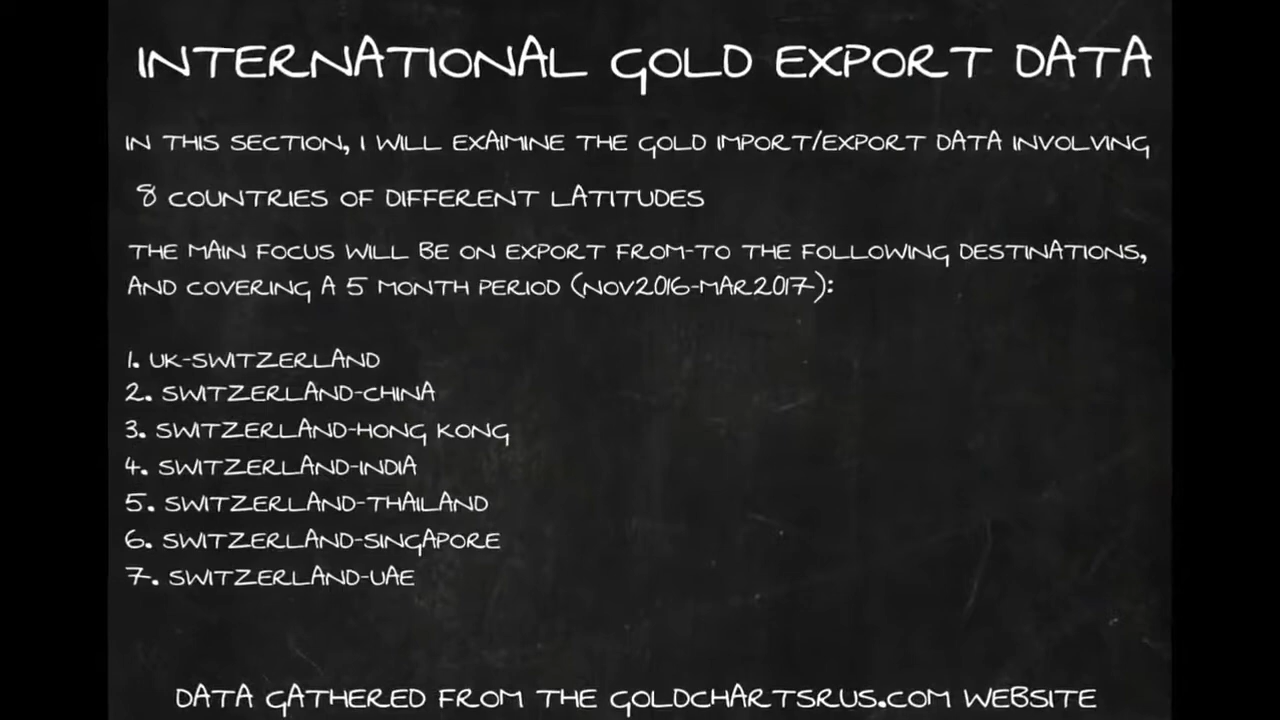 INTERNATIONAL GOLD EXPORT DATA
IN THIS SECTION, I WILL EXAIMINE THE GOLD IMPORT/EXPORT DATA INVOLVING
8 COUNTRIES OF DIFFERENT LATITUDES
THE MAIN FOCUS WILL BE ON EXPORT FROM-TO THE FOLLOWING DESTINATIONS,
AND COVERING A 5 MONTH PERIOD (NOV2016-MAR2017):
1. UK-SWITZERLAND
2. SWITZERLAND-CHINA
3. SWITZERLAND-HONG KONG
4. SWITZERLAND-INDIA
5. SWITZERLAND-THAILAND
6. SWITZERLAND-SINGAPORE
7. SWITZERLAND-UAE
DATA GATHERED FROM THE GOLDCHARTSRUS.COM WEBSITE